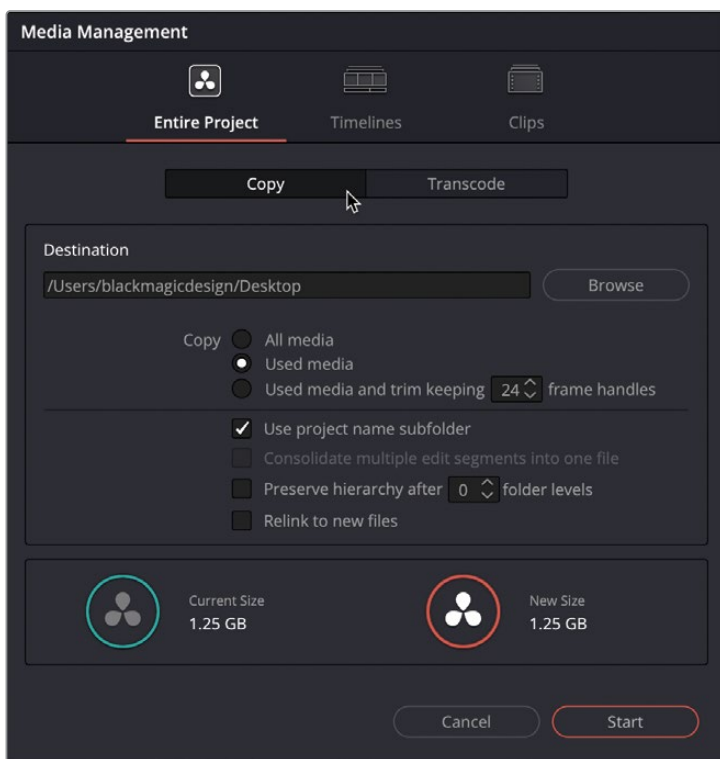 Media Management
Entire Project Timelines Clips
Copy Transcode
Destination
/Users/blackmagicdesign/Desktop Browse
Copy All media
Used media
Used media and trim keeping 24 frame handles
Use project name subfolder
Consolidate multiple edit segments into one file
Preserve hierarchy after 0 folder levels
Relink to new files
Current Size New Size
1.25 GB 1.25 GB
Cancel Start